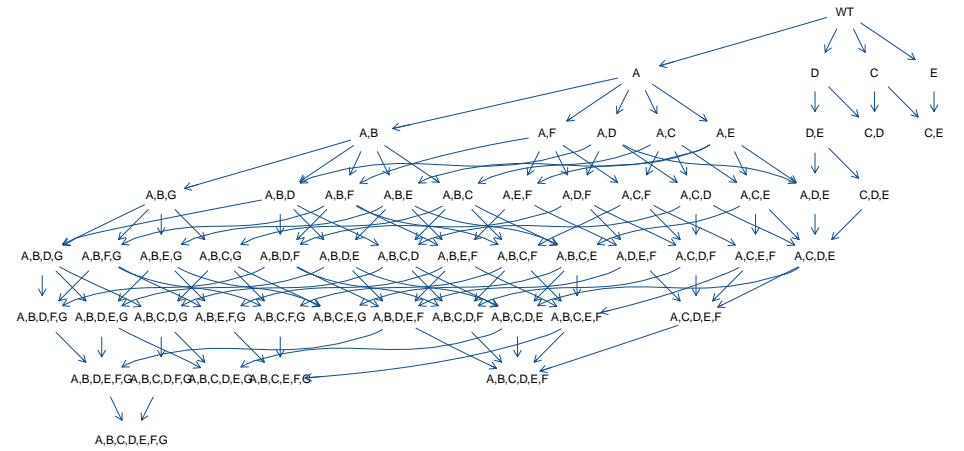 WT
A D C E
A,B A,F A,D A,C A,E D,E C,D C,E
A,B,G A,B,D A,B,F A,B,E A,B,C A,E,F A,D,F A,C,F A,C,D A,C,E A,D,E C,D,E
A,B,D,G A,B,F,G A,B,E,G A,B,C,G A,B,D,F A,B,D,E A,B,C,D A,B,E,F A,B,C,F A,B,C,E A,D,E,F A,C,D,F A,C,E,F A,C,D,E
A,B,D,F,G A,B,D,E,G A,B,C,D,G A,B,E,F,G A,B,C,F,G A,B,C,E,G A,B,D,E,F A,B,C,D,F A,B,C,D,E A,B,C,E,F A,C,D,E,F
A,B,D,E,F,G A,B,C,D,F,G A,B,C,D,E,G A,B,C,E,F,G A,B,C,D,E,F
A,B,C,D,E,F,G